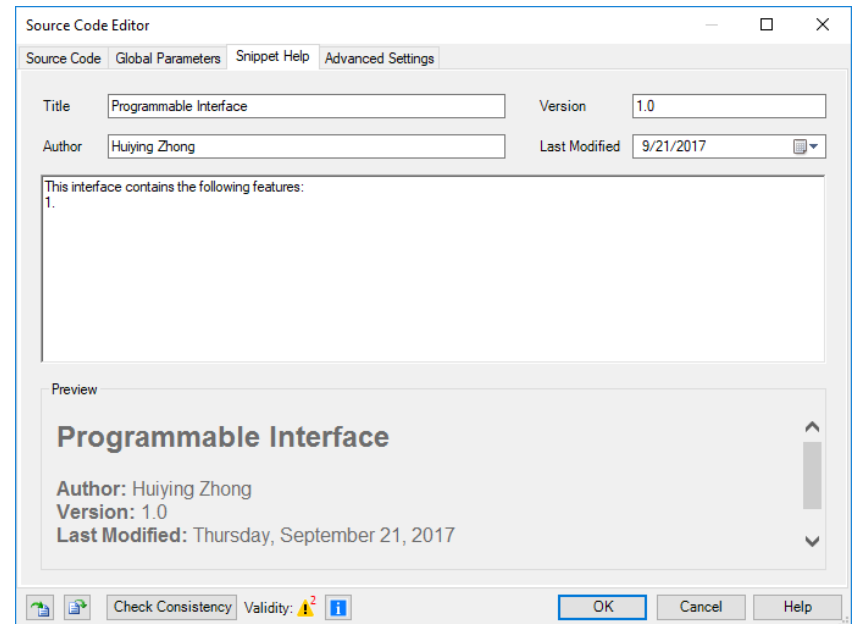 Source Code Editor
Source Code Global Parameters Snippet Help Advanced Settings
Title Programmable Interface Version 1.0
Author Huiying Zhong Last Modified 9/21/2017
This interface contains the following features:
1.
Preview
Programmable Interface
Author: Huiying Zhong
Version: 1.0
Last Modified: Thursday, September 21, 2017
Check Consistency Validity: 2 OK Cancel Help